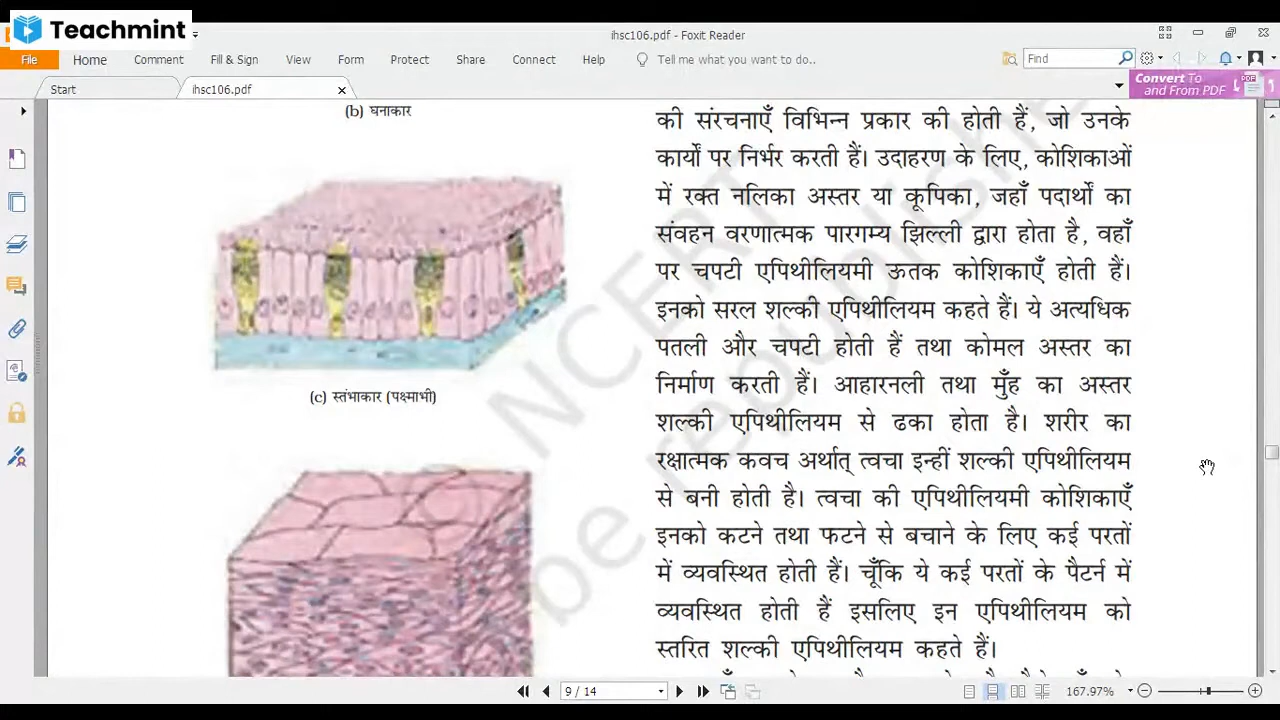 Teachmint
ihsc106.pdf - Foxit Reader
File
Home
Comment
Fill & Sign
View
Form
Protect
Share
Connect
Help
Tell me what you want to do..
Find
Start
ihsc106.pdf
Convert To
and From PDF
PDF
(b) घनाकार
(c) स्तंभाकार (पक्ष्माभी)
की संरचनाएँ विभिन्न प्रकार की होती हैं, जो उनके
कार्यों पर निर्भर करती हैं। उदाहरण के लिए, कोशिकाओं
में रक्त नलिका अस्तर या कूपिका, जहाँ पदार्थों का
संवहन वरणात्मक पारगम्य झिल्ली द्वारा होता है, वहाँ
पर चपटी एपिथीलियमी ऊतक कोशिकाएँ होती हैं।
इनको सरल शल्की एपिथीलियम कहते हैं। ये अत्यधिक
पतली और चपटी होती हैं तथा कोमल अस्तर का
निर्माण करती हैं। आहारनली तथा मुँह का अस्तर
शल्की एपिथीलियम से ढका होता है। शरीर का
रक्षात्मक कवच अर्थात् त्वचा इन्हीं शल्की एपिथीलियम
से बनी होती है। त्वचा की एपिथीलियमी कोशिकाएँ
इनको कटने तथा फटने से बचाने के लिए कई परतों
में व्यवस्थित होती हैं। चूँकि ये कई परतों के पैटर्न में
व्यवस्थित होती हैं इसलिए इन एपिथीलियम को
स्तरित शल्की एपिथीलियम कहते हैं।
NCERT
be republishe
9 / 14
167.97%